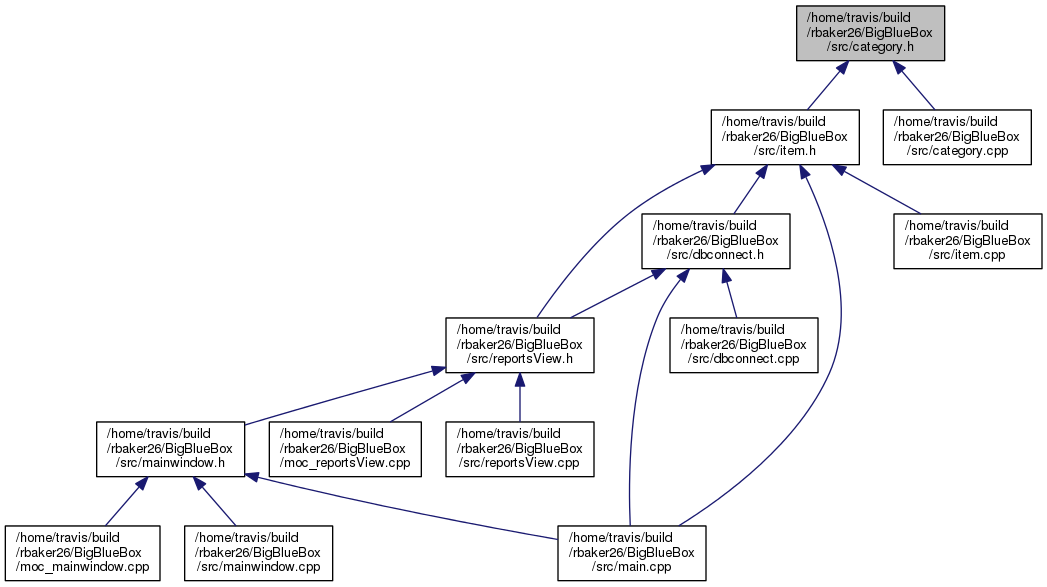 /home/travis/build
/rbaker26/BigBlueBox
/src/category.h
/home/travis/build
/rbaker26/BigBlueBox
/src/item.h
/home/travis/build
/rbaker26/BigBlueBox
/src/category.cpp
/home/travis/build
/rbaker26/BigBlueBox
/src/dbconnect.h
/home/travis/build
/rbaker26/BigBlueBox
/src/item.cpp
/home/travis/build
/rbaker26/BigBlueBox
/src/reportsView.h
/home/travis/build
/rbaker26/BigBlueBox
/src/dbconnect.cpp
/home/travis/build
/rbaker26/BigBlueBox
/src/mainwindow.h
/home/travis/build
/rbaker26/BigBlueBox
/moc_reportsView.cpp
/home/travis/build
/rbaker26/BigBlueBox
/src/reportsView.cpp
/home/travis/build
/rbaker26/BigBlueBox
/moc_mainwindow.cpp
/home/travis/build
/rbaker26/BigBlueBox
/src/mainwindow.cpp
/home/travis/build
/rbaker26/BigBlueBox
/src/main.cpp